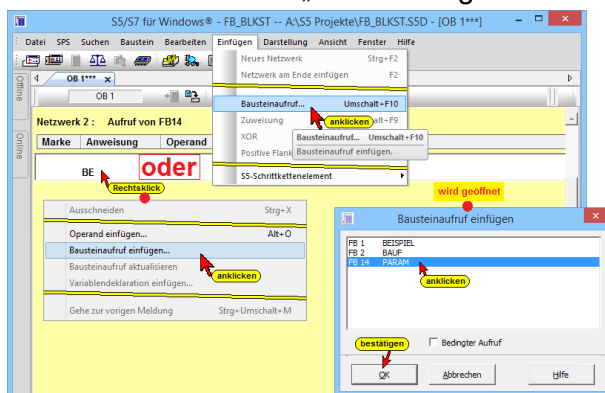 S5/S7 für Windows® - FB_BLKST -- A:\S5 Projekte\FB_BLKST.S5D - [OB 1***]
Datei SPS Suchen Baustein Bearbeiten Einfügen Darstellung Ansicht Fenster Hilfe
Neues Netzwerk Strg+F2
Netzwerk am Ende einfügen F2
Offline
OB 1*** x
OB 1
Bausteinaufruf... Umschalt+F10
anklicken
Zuweisung alt+F9
Netzwerk 2 : Aufruf von FB14
XOR
Bausteinaufruf... Umschalt+F10
Bausteinaufruf einfügen.
Positive Flank
Online
Marke Anweisung Operand
BE
oder
S5-Schrittkettenelement
Rechtsklick
wird geöffnet
Ausschneiden Strg+X
Operand einfügen... Alt+O
Bausteinaufruf einfügen...
Bausteinaufruf aktualisieren
anklicken
Variablendeklaration einfügen...
Gehe zur vorigen Meldung Strg+Umschalt+M
Bausteinaufruf einfügen
FB 1 BEISPIEL
FB 2 BAUF
FB 14 PARAM
anklicken
bestätigen
Bedingter Aufruf
OK Abbrechen Hilfe